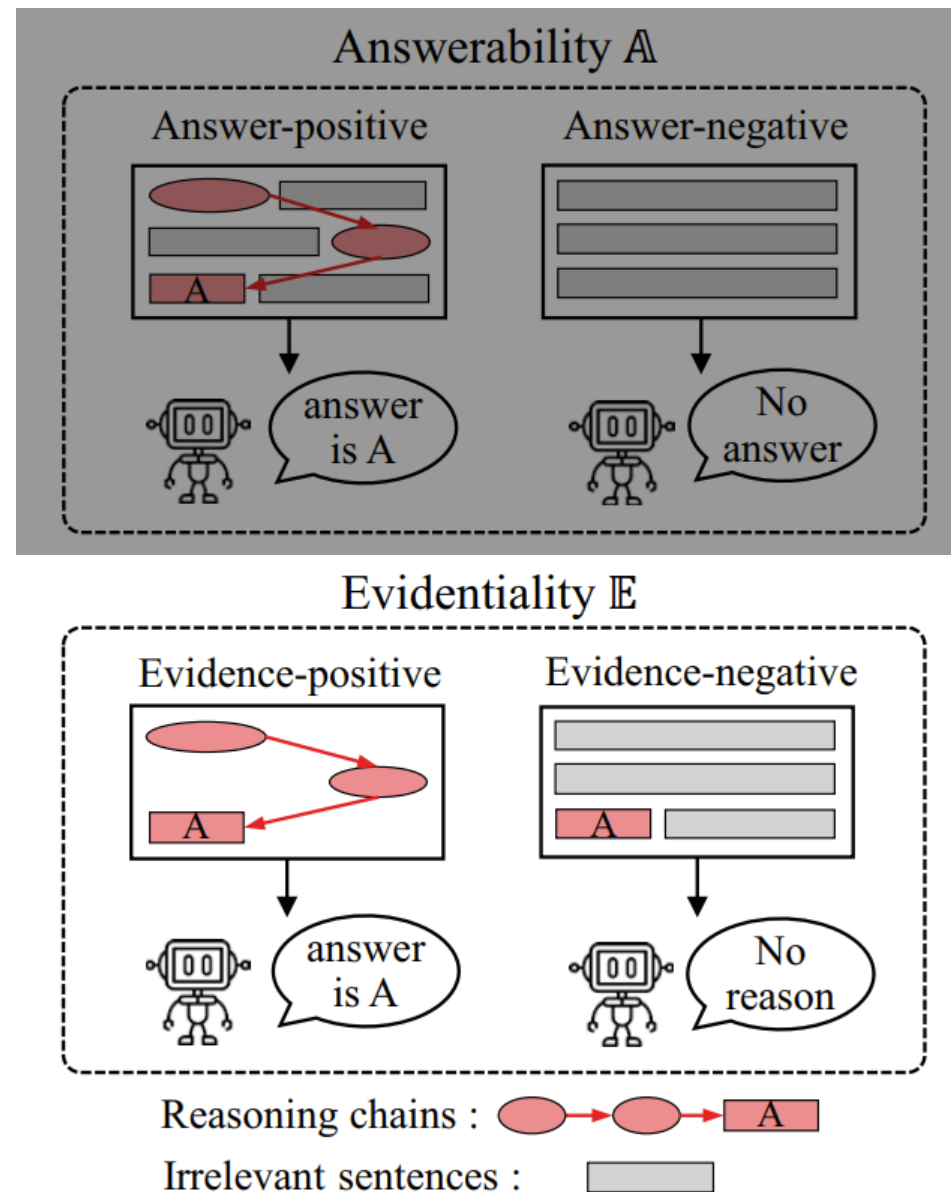 Answerability 𝔸
Answer-positive
Answer-negative
A
answer
is A
No
answer
Evidentiality 𝔼
Evidence-positive
Evidence-negative
A
A
answer
is A
No
reason
Reasoning chains : A
Irrelevant sentences :